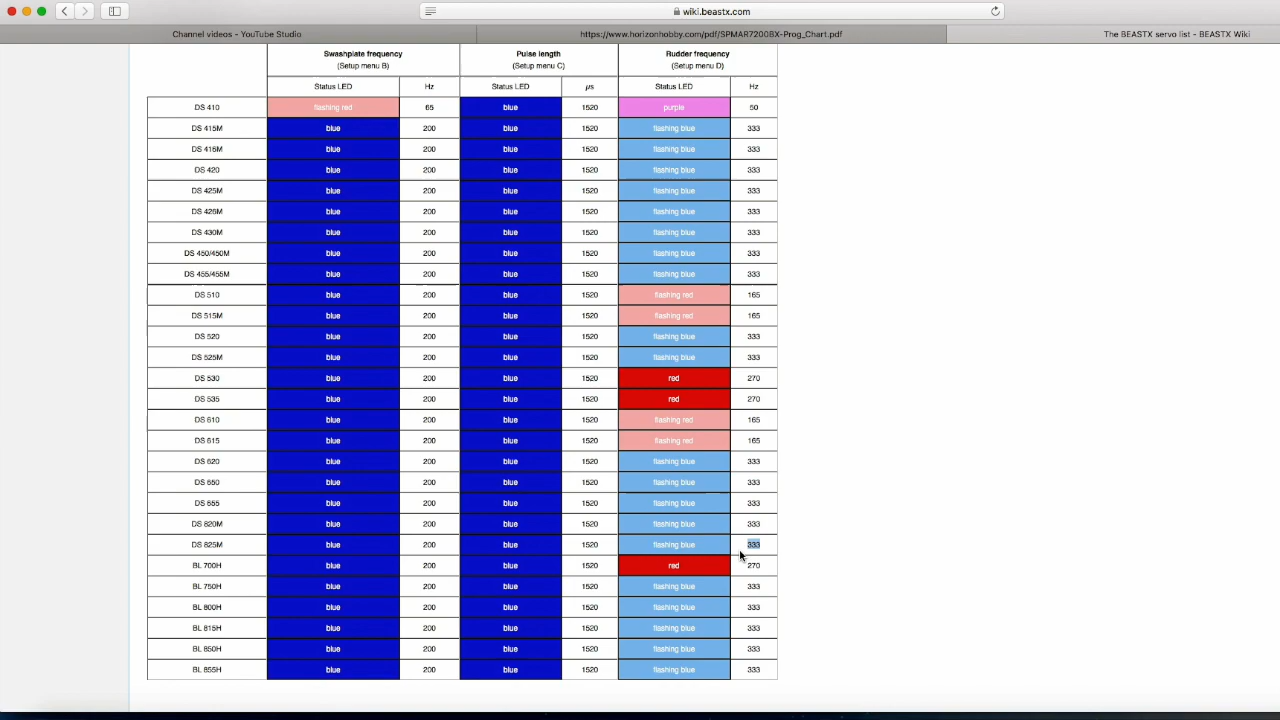 wiki.beastx.com
Channel videos - YouTube Studio
https://www.horizonhobby.com/pdf/SPMAR7200BX-Prog_Chart.pdf
The BEASTX servo list - BEASTX Wiki
Swashplate frequency Pulse length Rudder frequency
(Setup menu B) (Setup menu C) (Setup menu D)
Status LED Hz Status LED µs Status LED Hz
DS 410 flashing red 65 blue 1520 purple 50
DS 415M blue 200 blue 1520 flashing blue 333
DS 416M blue 200 blue 1520 flashing blue 333
DS 420 blue 200 blue 1520 flashing blue 333
DS 425M blue 200 blue 1520 flashing blue 333
DS 426M blue 200 blue 1520 flashing blue 333
DS 430M blue 200 blue 1520 flashing blue 333
DS 450/450M blue 200 blue 1520 flashing blue 333
DS 455/455M blue 200 blue 1520 flashing blue 333
DS 510 blue 200 blue 1520 flashing red 165
DS 515M blue 200 blue 1520 flashing red 165
DS 520 blue 200 blue 1520 flashing blue 333
DS 525M blue 200 blue 1520 flashing blue 333
DS 530 blue 200 blue 1520 red 270
DS 535 blue 200 blue 1520 red 270
DS 610 blue 200 blue 1520 flashing red 165
DS 615 blue 200 blue 1520 flashing red 165
DS 620 blue 200 blue 1520 flashing blue 333
DS 650 blue 200 blue 1520 flashing blue 333
DS 655 blue 200 blue 1520 flashing blue 333
DS 820M blue 200 blue 1520 flashing blue 333
DS 825M blue 200 blue 1520 flashing blue 333
BL 700H blue 200 blue 1520 red 270
BL 750H blue 200 blue 1520 flashing blue 333
BL 800H blue 200 blue 1520 flashing blue 333
BL 815H blue 200 blue 1520 flashing blue 333
BL 850H blue 200 blue 1520 flashing blue 333
BL 855H blue 200 blue 1520 flashing blue 333